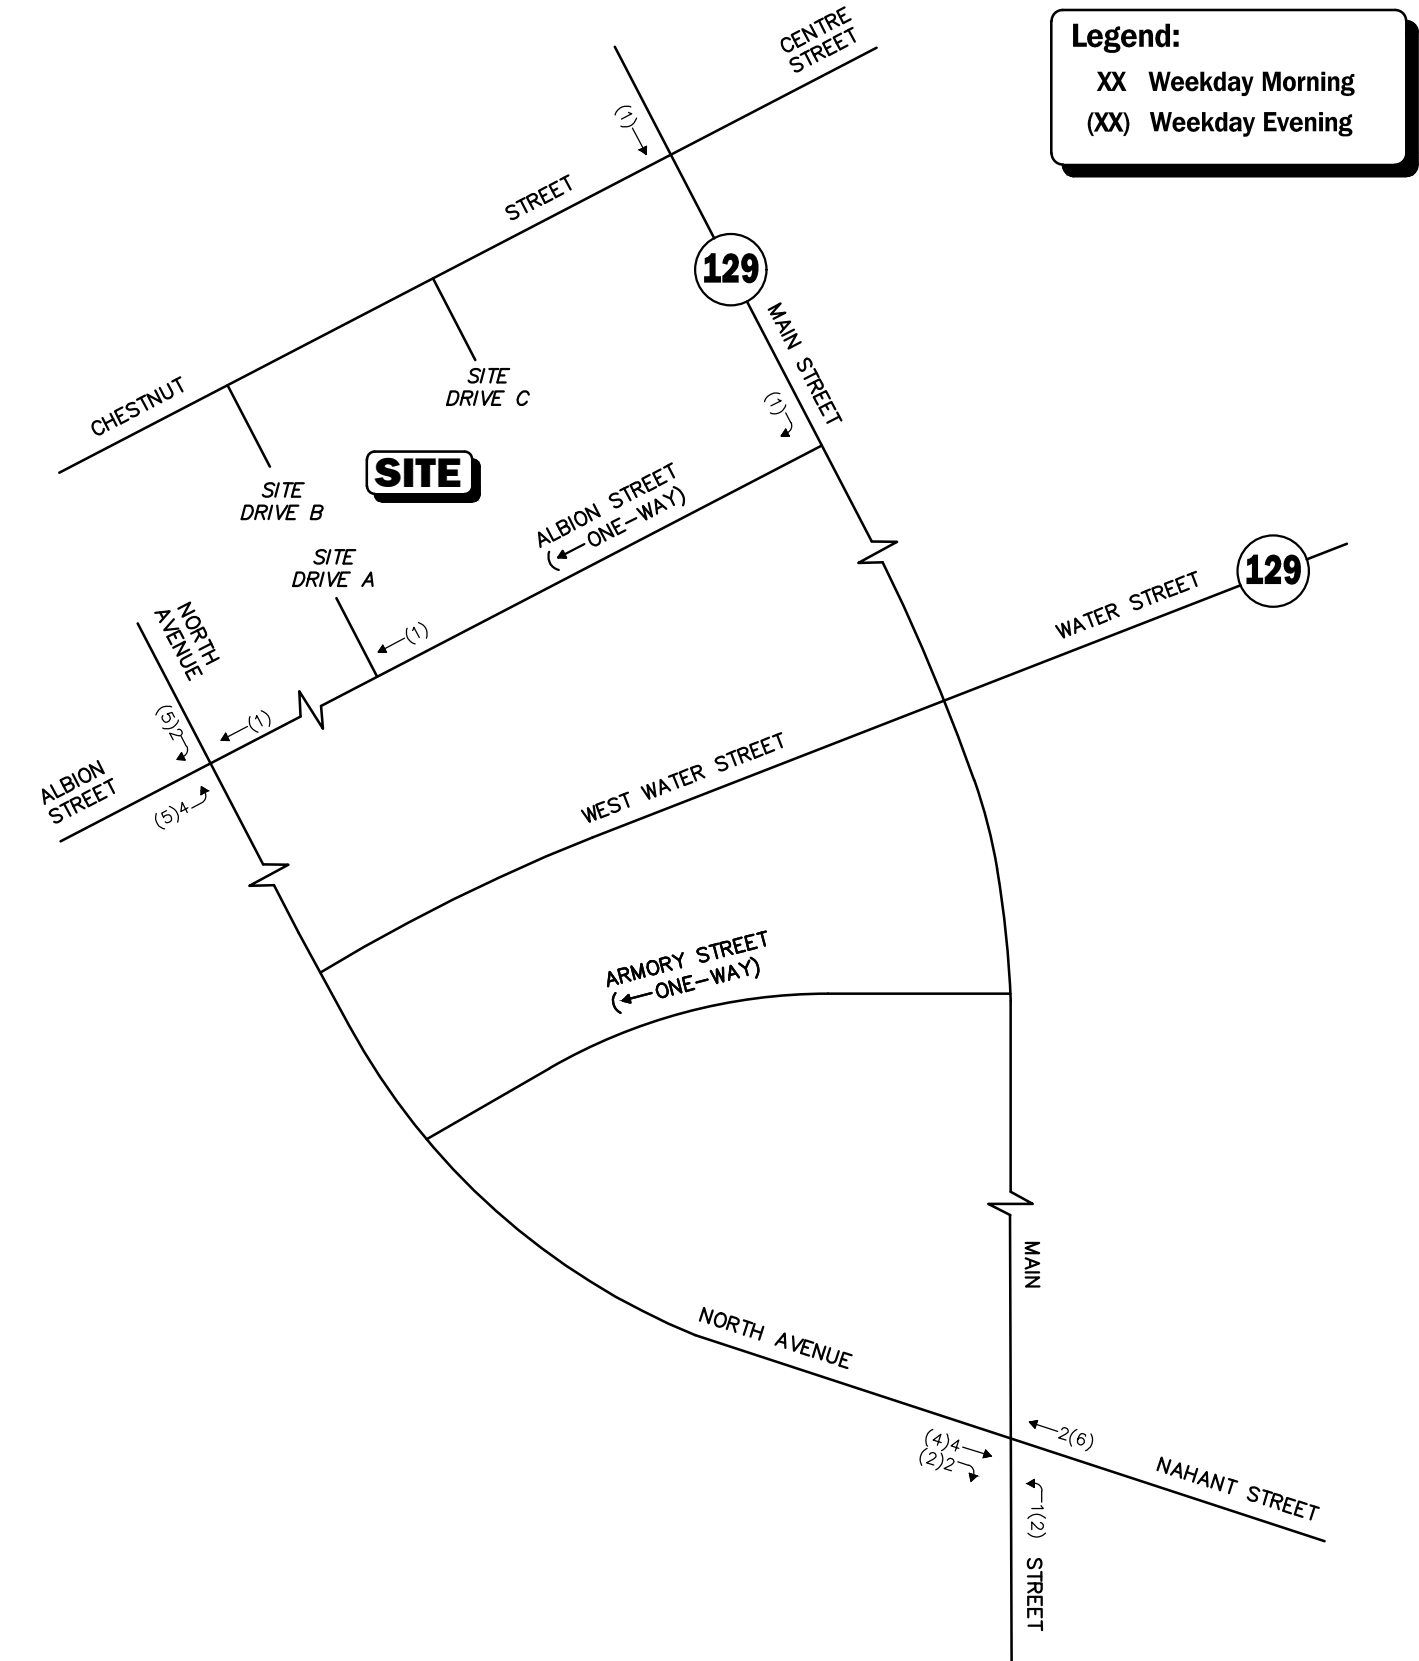 CENTRE
STREET
Legend:
XX Weekday Morning
(XX) Weekday Evening
(1)
STREET
129
MAIN STREET
CHESTNUT
SITE
DRIVE C
(1)
SITE
SITE
DRIVE B
ALBION STREET
(← ONE-WAY)
SITE
DRIVE A
129
WATER STREET
NORTH
AVENUE
(1)
(5)2
(1)
ALBION
STREET
(5)4
WEST WATER STREET
ARMORY STREET
(← ONE-WAY)
MAIN
NORTH AVENUE
2(6)
(4)4
(2)2
NAHANT STREET
1(2)
STREET